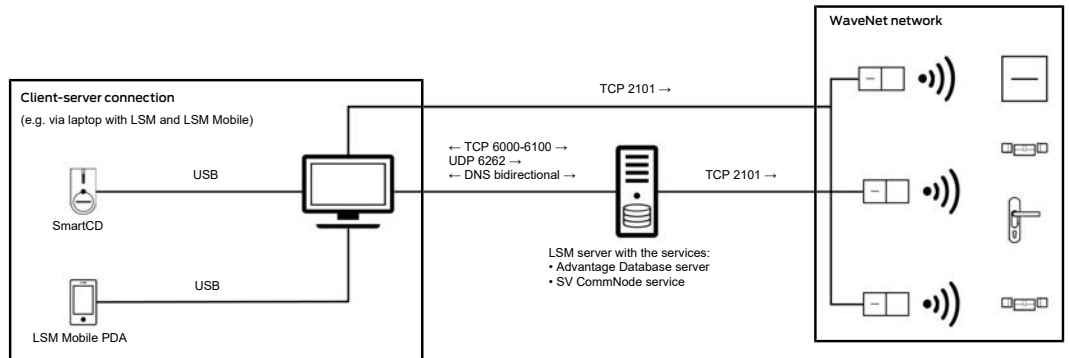 WaveNet network
TCP 2101 →
Client-server connection
(e.g. via laptop with LSM and LSM Mobile)
← TCP 6000-6100 →
UDP 6262 →
← DNS bidirectional →
USB
TCP 2101 →
SmartCD
LSM server with the services:
• Advantage Database server
• SV CommNode service
USB
LSM Mobile PDA